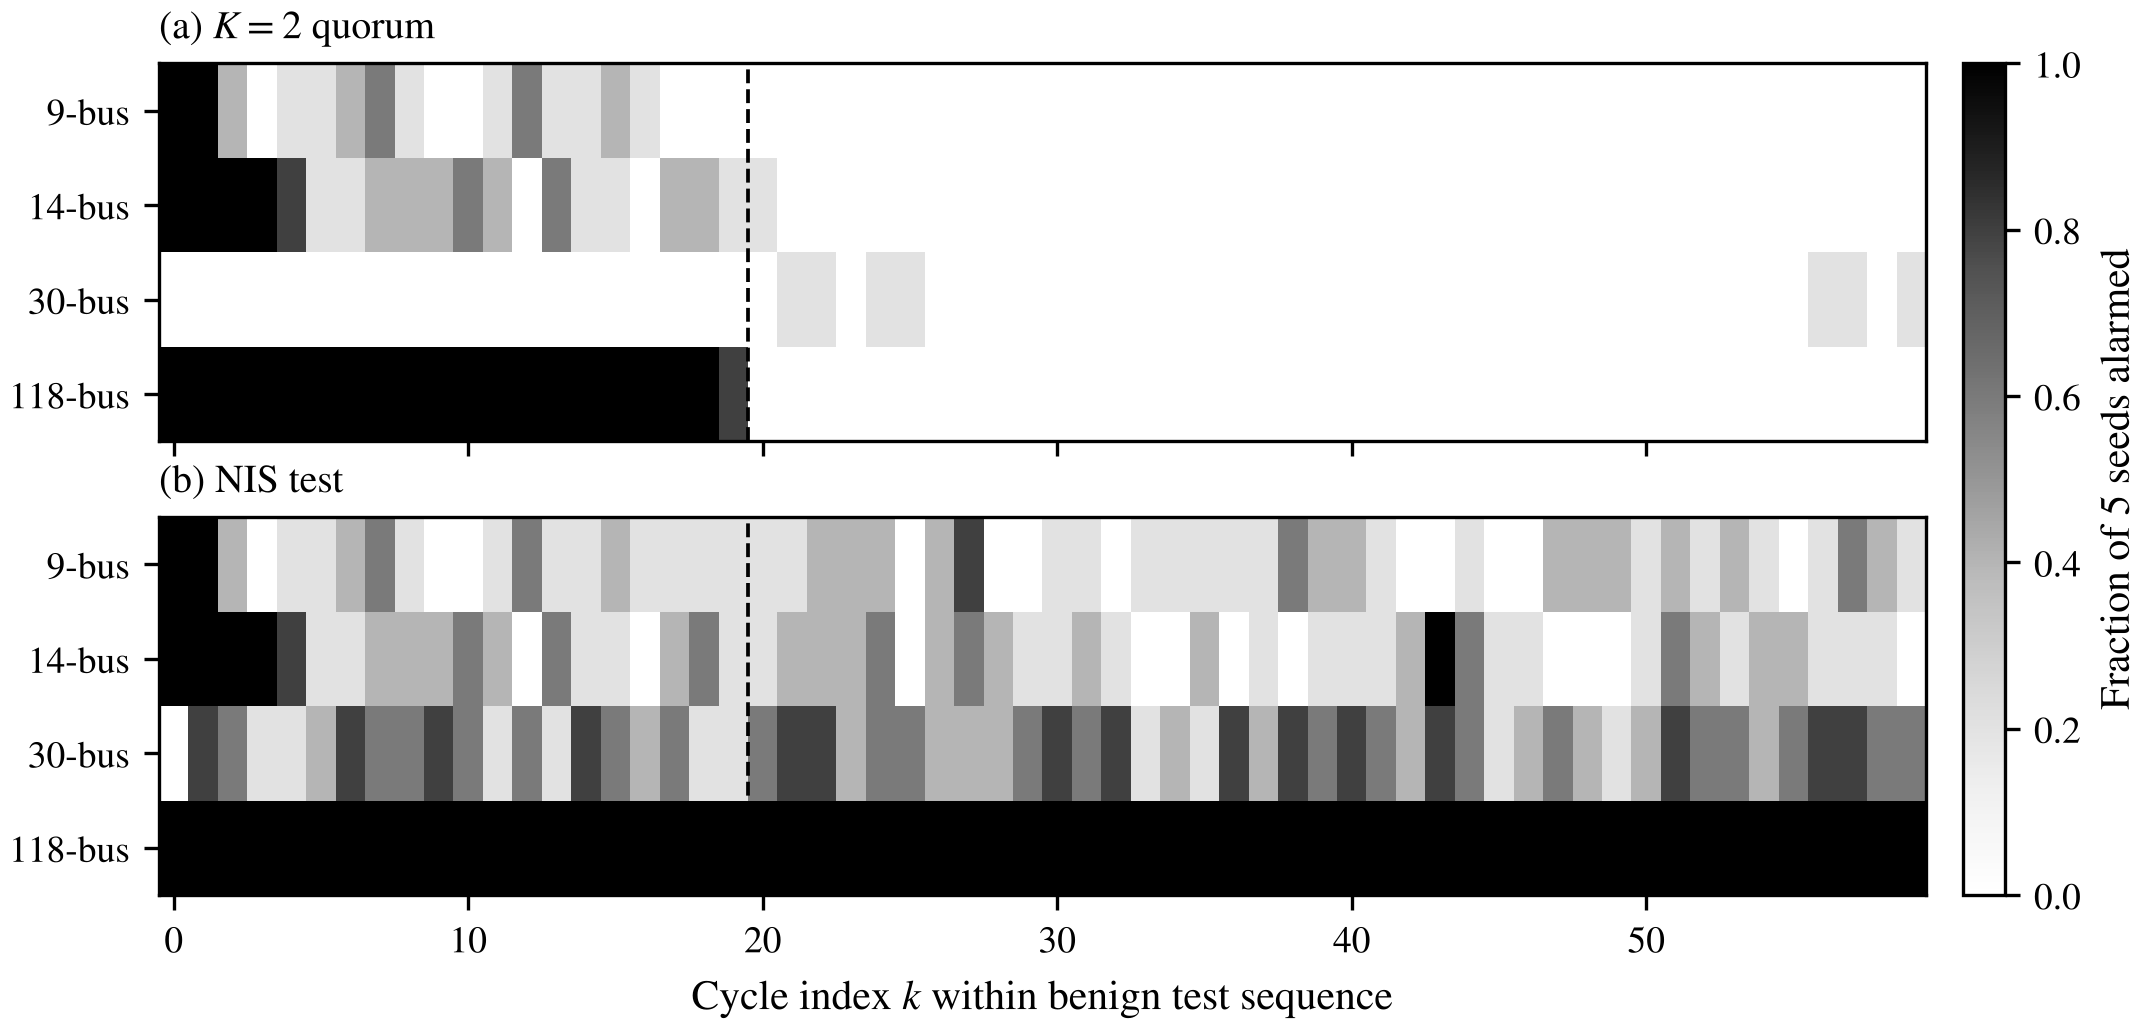 (a) K = 2 quorum
9-bus
14-bus
30-bus
118-bus
(b) NIS test
9-bus
14-bus
30-bus
118-bus
0 10 20 30 40 50
Cycle index k within benign test sequence
1.0
0.8
0.6
0.4
0.2
0.0
Fraction of 5 seeds alarmed